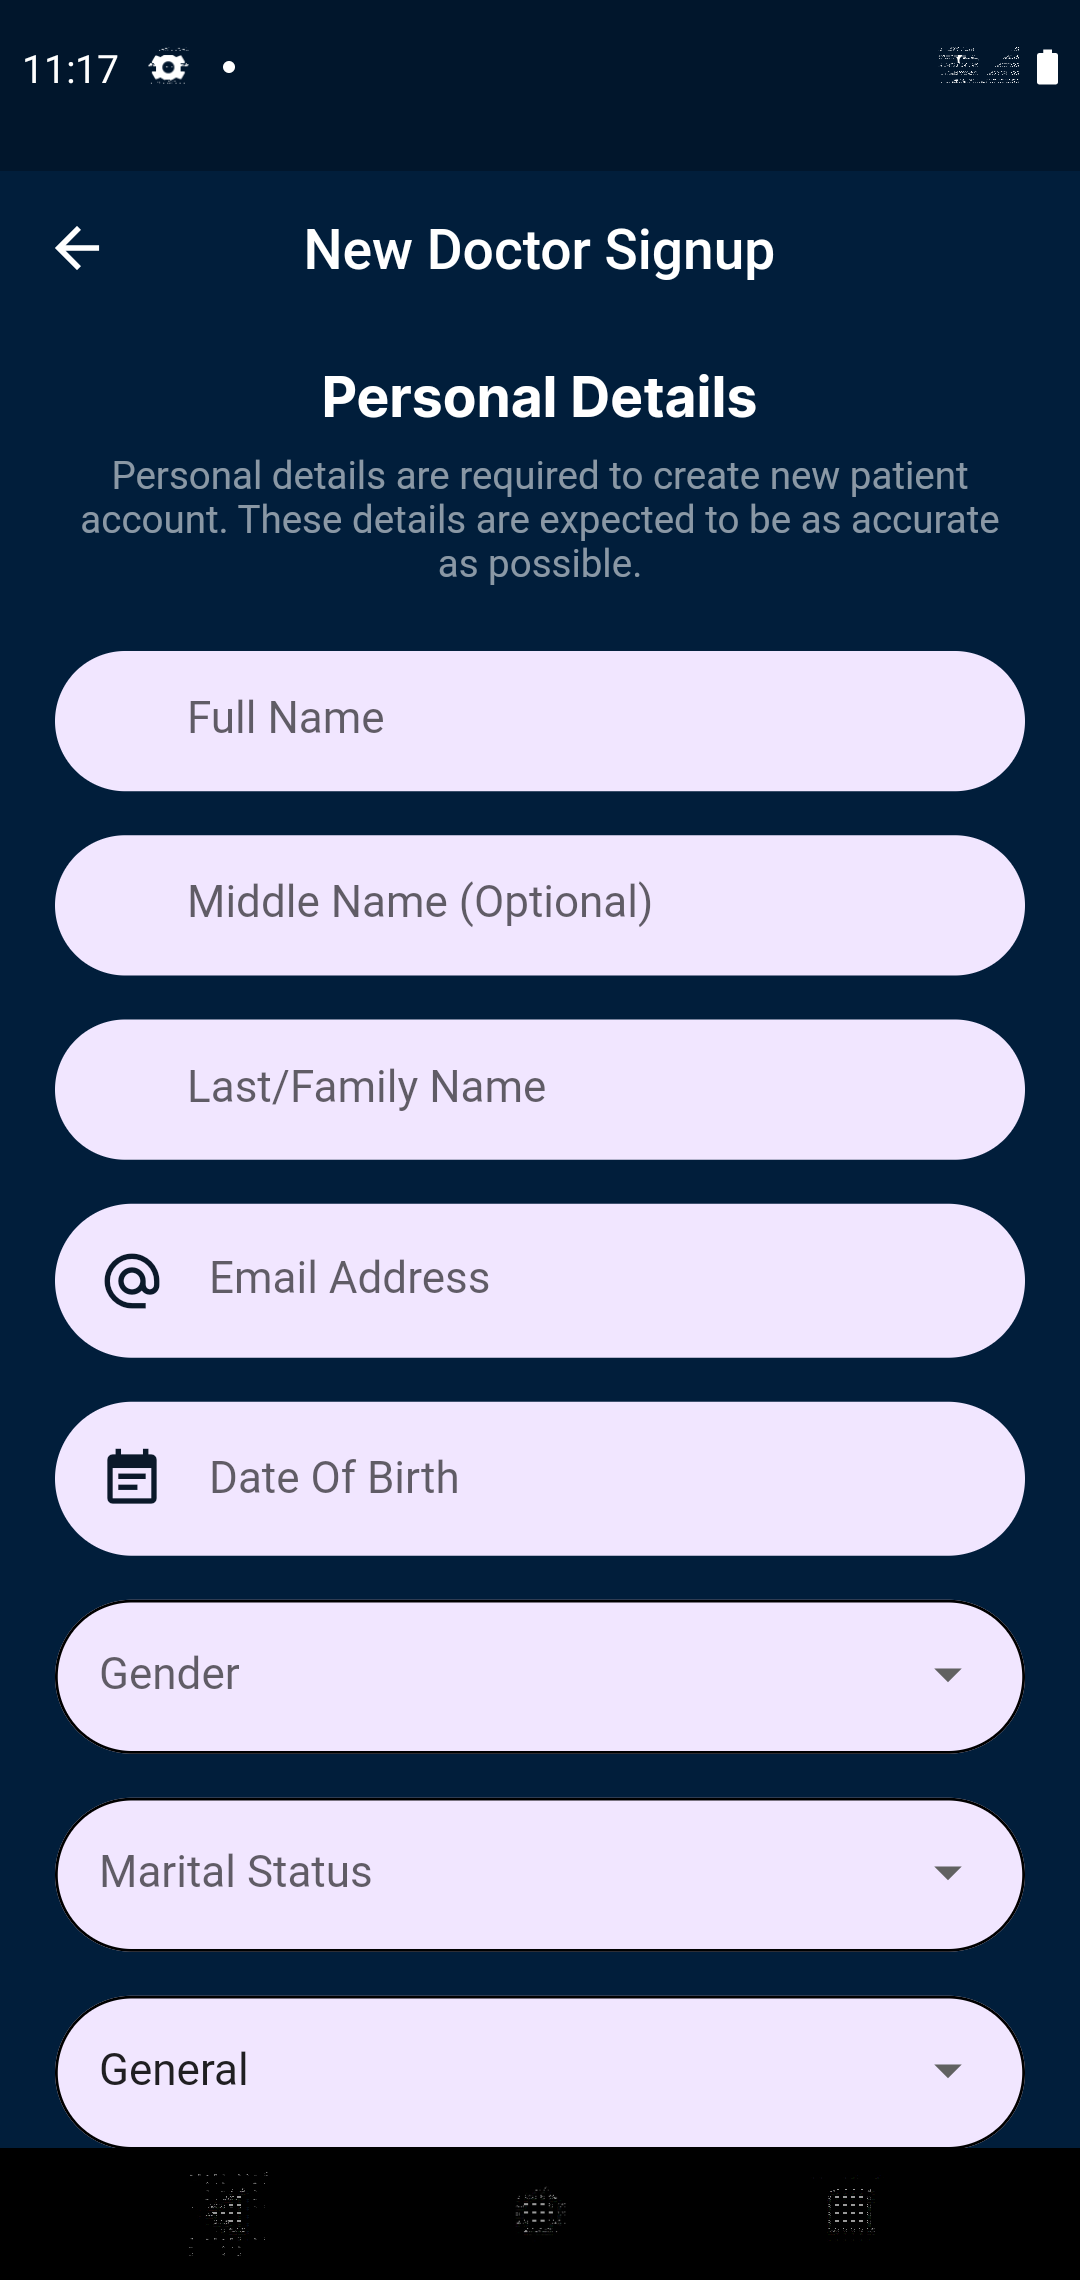 11:17
New Doctor Signup
Personal Details
Personal details are required to create new patient
account. These details are expected to be as accurate
as possible.
Full Name
Middle Name (Optional)
Last/Family Name
Email Address
Date Of Birth
Gender
Marital Status
General